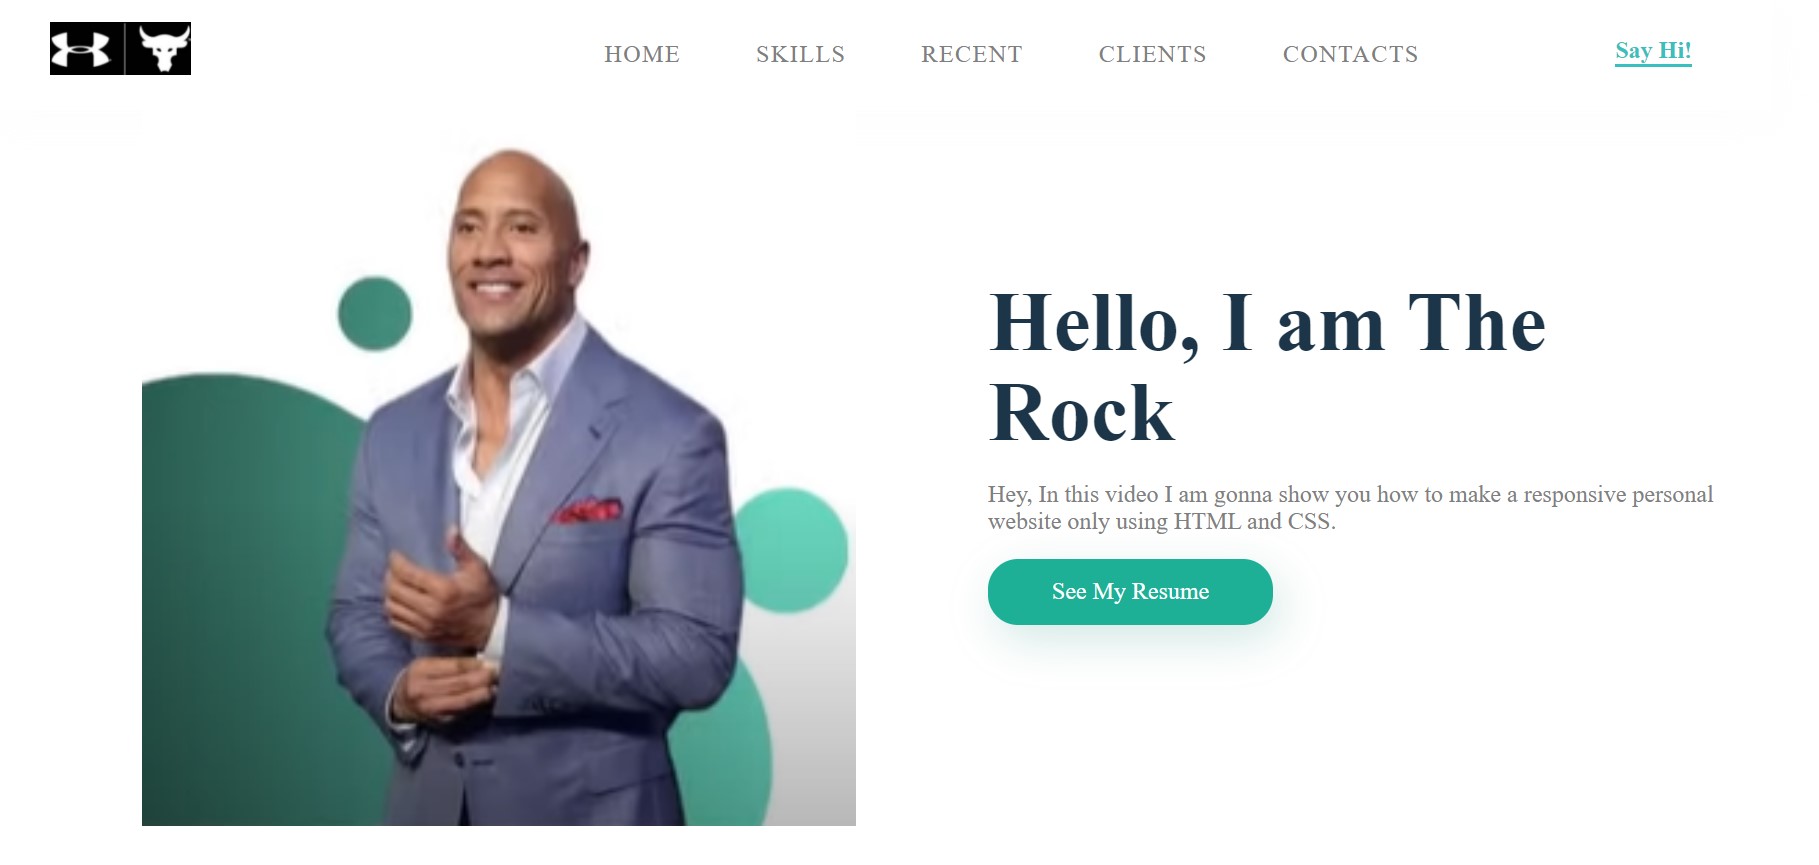 HOME SKILLS RECENT CLIENTS CONTACTS Say Hi!
Hello, I am The
Rock
Hey, In this video I am gonna show you how to make a responsive personal
website only using HTML and CSS.
See My Resume